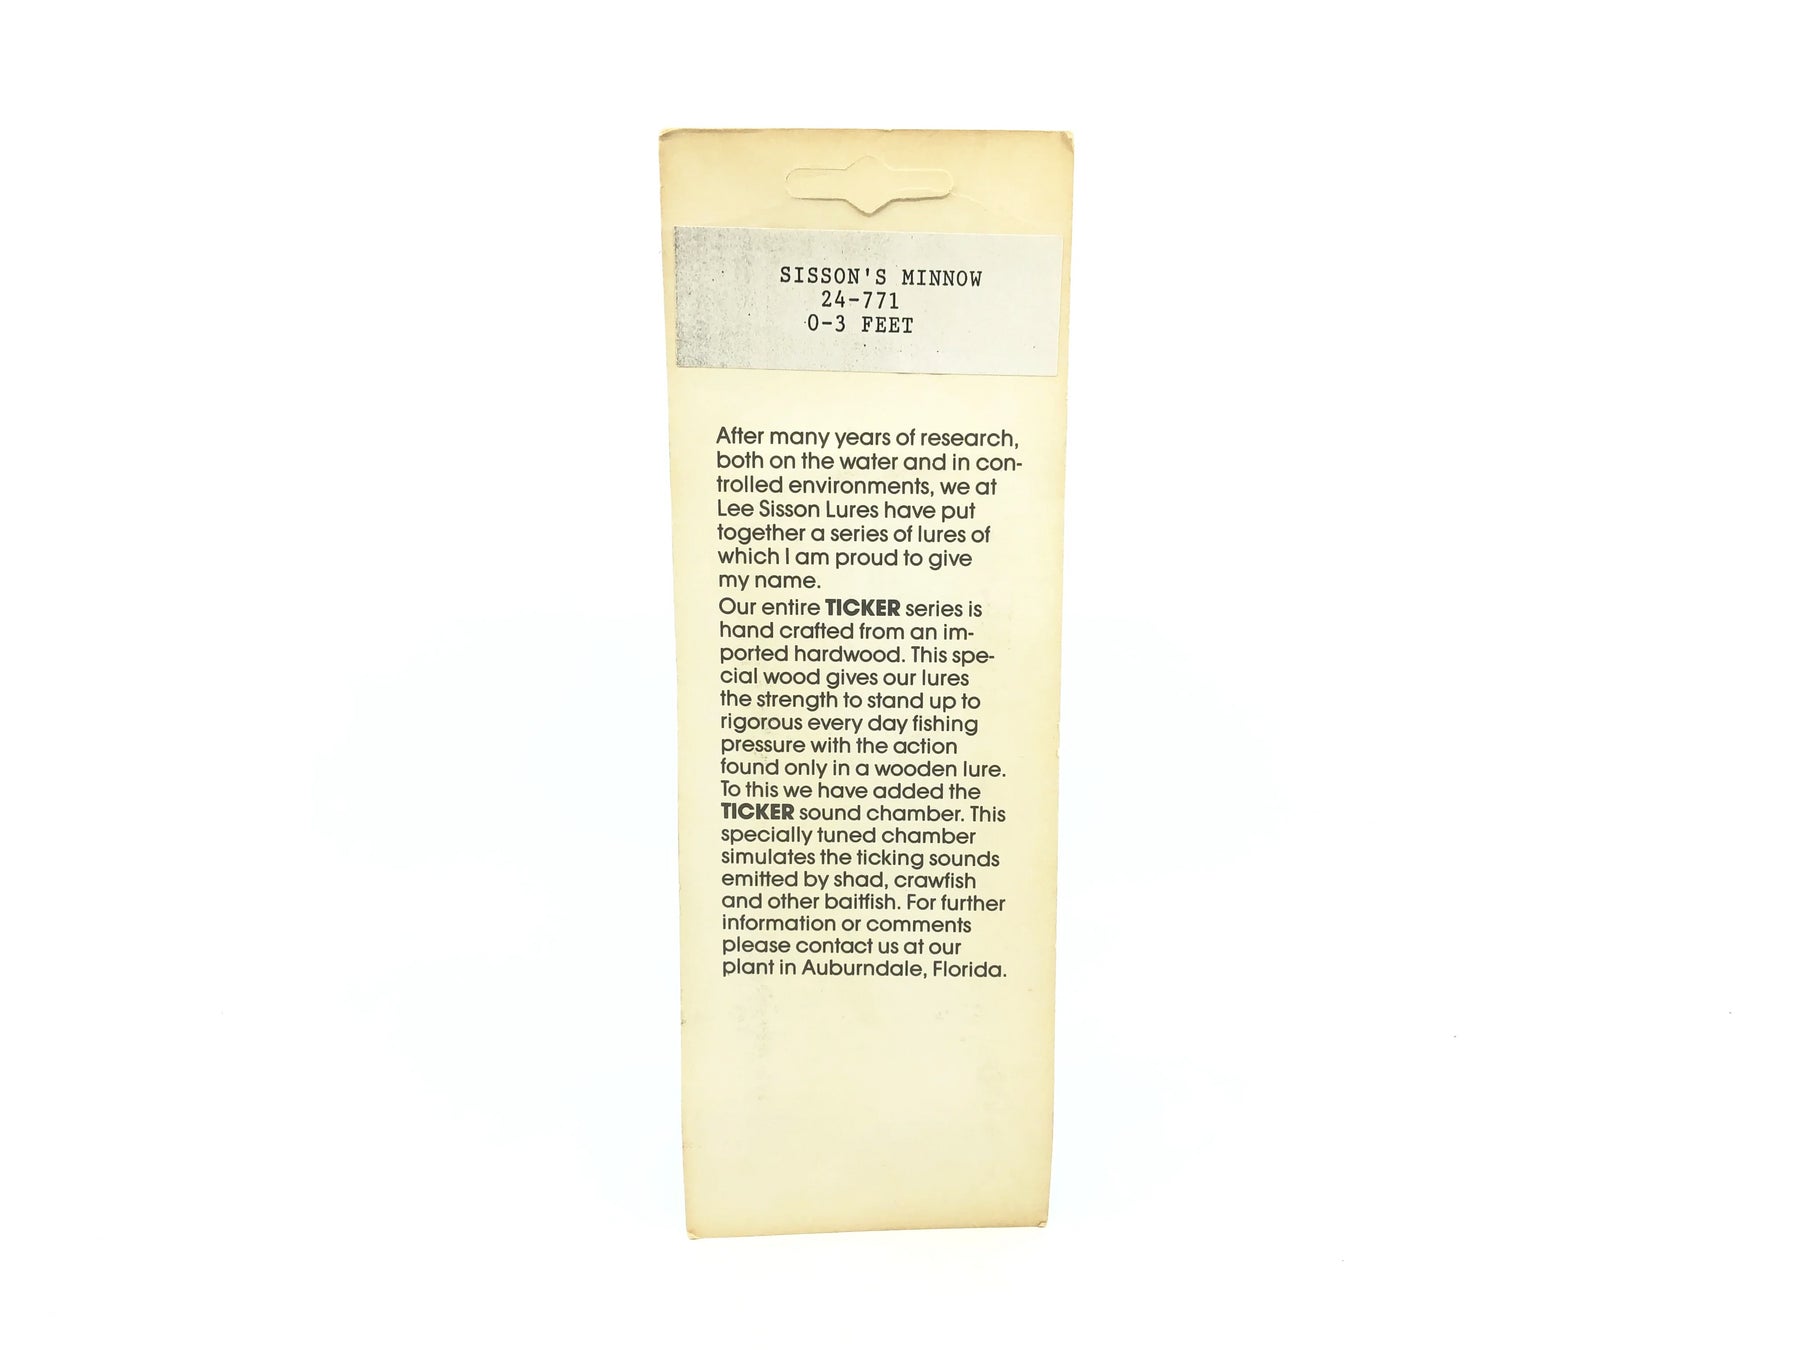 SISSON'S MINNOW
24-771
0-3 FEET
After many years of research,
both on the water and in con-
trolled environments, we at
Lee Sisson Lures have put
together a series of lures of
which I am proud to give
my name.
Our entire TICKER series is
hand crafted from an im-
ported hardwood. This spe-
cial wood gives our lures
the strength to stand up to
rigorous every day fishing
pressure with the action
found only in a wooden lure.
To this we have added the
TICKER sound chamber. This
specially tuned chamber
simulates the ticking sounds
emitted by shad, crawfish
and other baitfish. For further
information or comments
please contact us at our
plant in Auburndale, Florida.